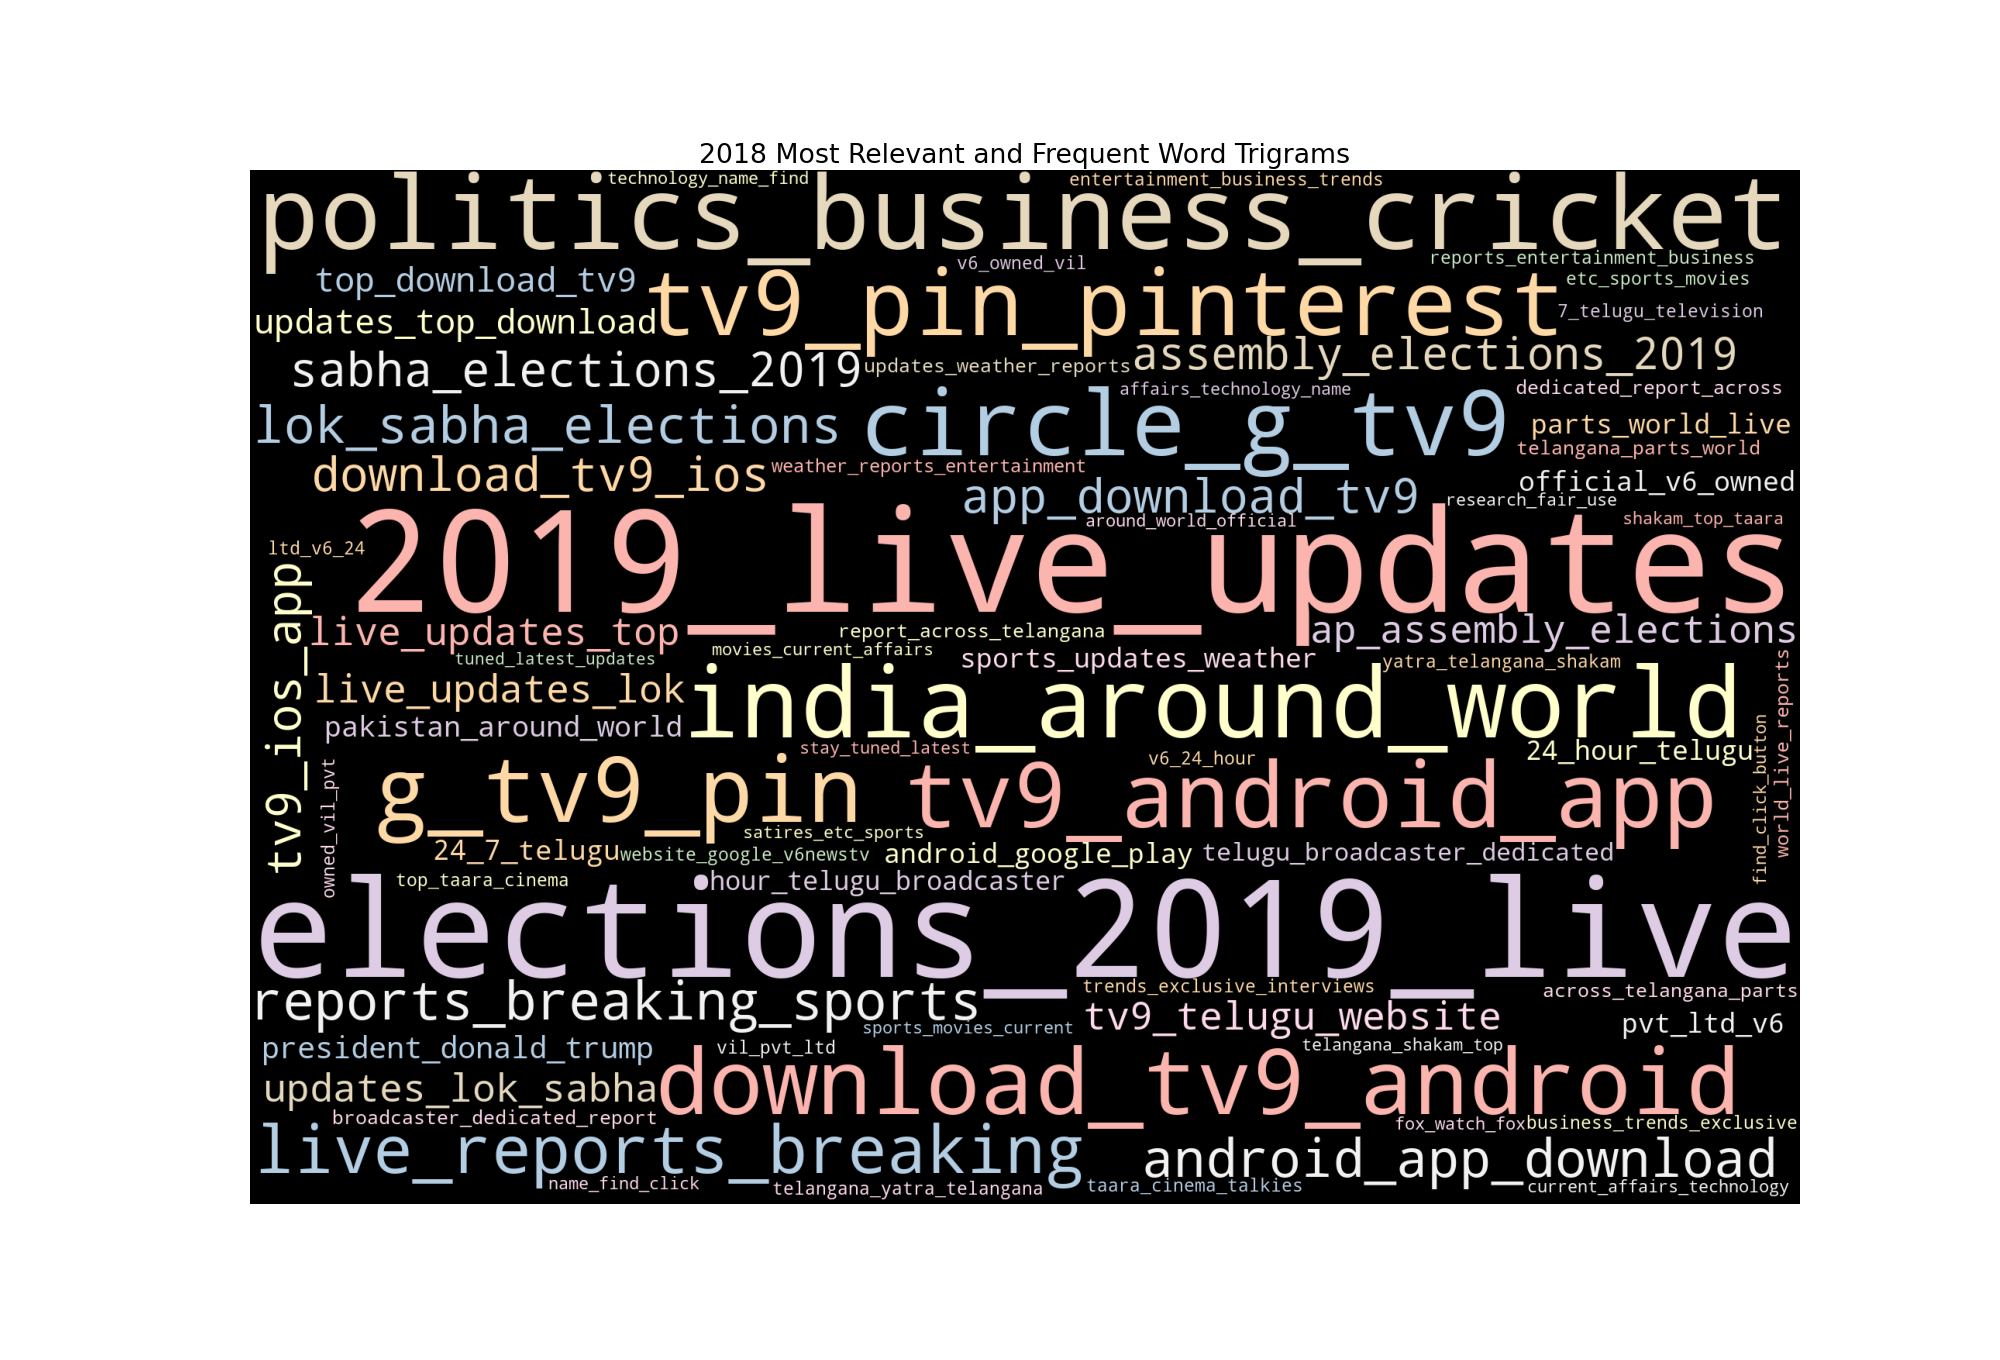 2018 Most Relevant and Frequent Word Trigrams
technology_name_find
entertainment_business_trends
politics_business_cricket
v6_owned_vil
reports_entertainment_business
top_download_tv9
tv9_pin_pinterest
etc_sports_movies
updates_top_download
7_telugu_television
sabha_elections_2019
updates_weather_reports
assembly_elections_2019
affairs_technology_name
dedicated_report_across
lok_sabha_elections
circle_g_tv9
parts_world_live
telangana_parts_world
download_tv9_ios
weather_reports_entertainment
official_v6_owned
app_download_tv9
research_fair_use
around_world_official
shakam_top_taara
ltd_v6_24
2019_live_updates
tv9_ios_app
live_updates_top
report_across_telangana
ap_assembly_elections
movies_current_affairs
tuned_latest_updates
sports_updates_weather
yatra_telangana_shakam
world_live_reports
live_updates_lok
india_around_world
pakistan_around_world
stay_tuned_latest
24_hour_telugu
find_click_button
v6_24_hour
owned_vil_pvt
g_tv9_pin
tv9_android_app
satires_etc_sports
24_7_telugu
website_google_v6newstv
android_google_play
telugu_broadcaster_dedicated
top_taara_cinema
hour_telugu_broadcaster
elections_2019_live
trends_exclusive_interviews
across_telangana_parts
reports_breaking_sports
sports_movies_current
tv9_telugu_website
pvt_ltd_v6
president_donald_trump
vil_pvt_ltd
telangana_shakam_top
updates_lok_sabha
download_tv9_android
broadcaster_dedicated_report
fox_watch_fox
business_trends_exclusive
live_reports_breaking
android_app_download
name_find_click
telangana_yatra_telangana
taara_cinema_talkies
current_affairs_technology